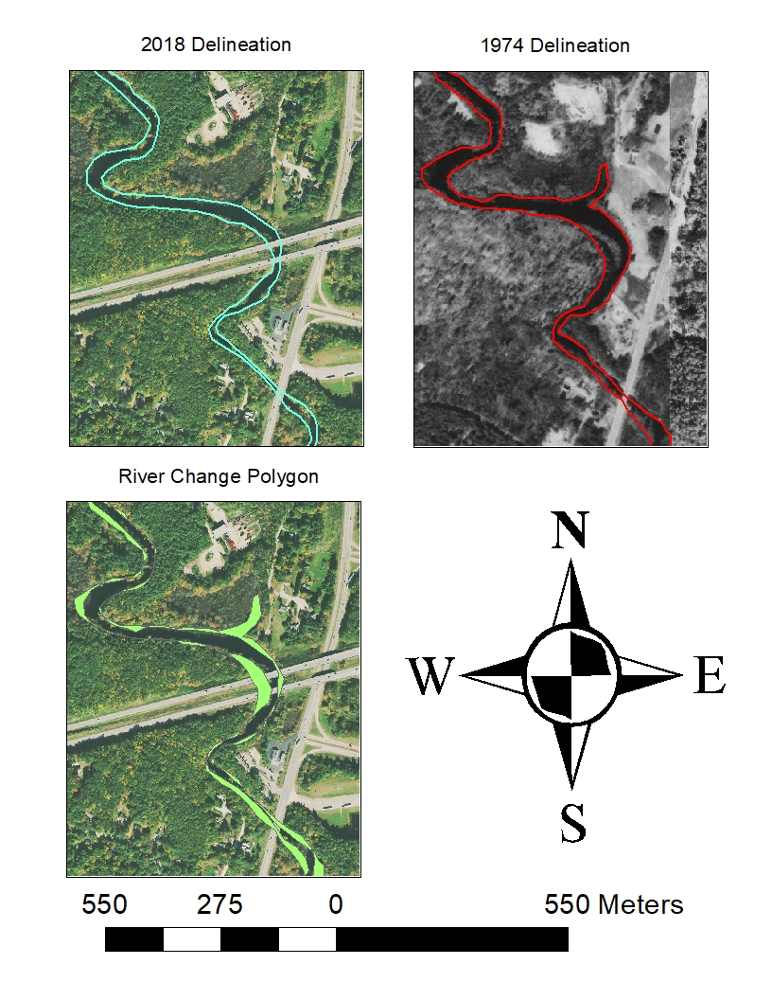 2018 Delineation
1974 Delineation
River Change Polygon
N
W
E
S
550 275 0 550 Meters